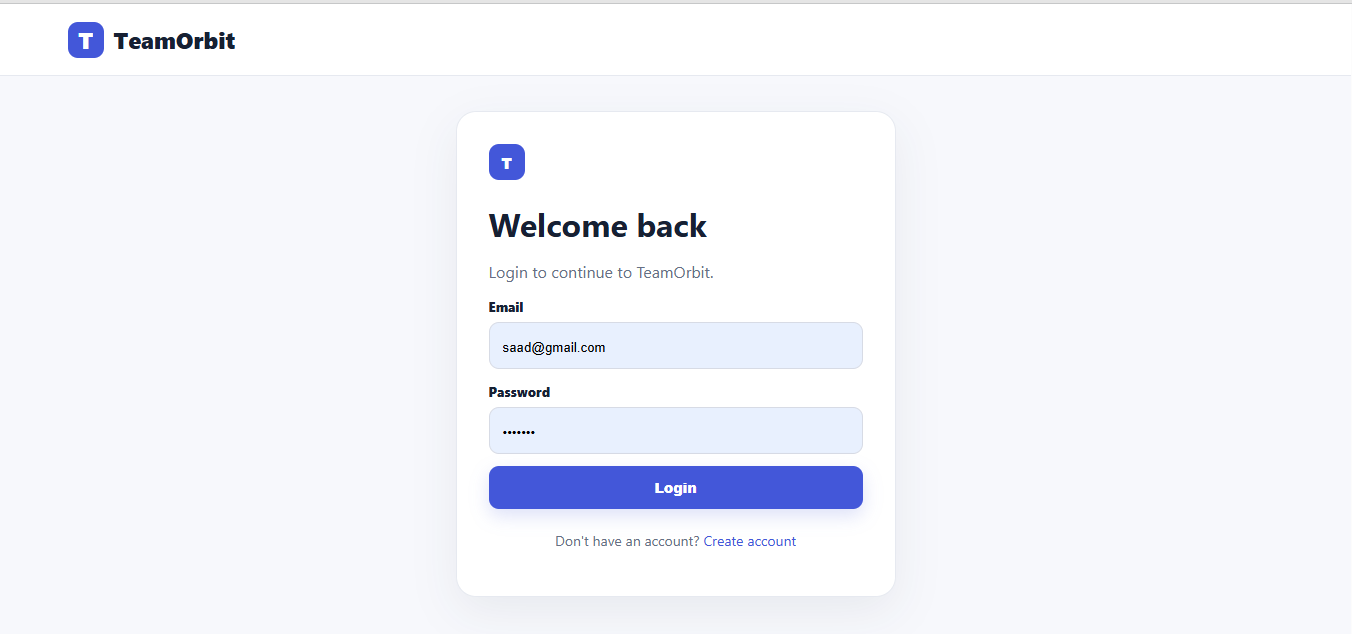 T TeamOrbit
T
Welcome back
Login to continue to TeamOrbit.
Email
saad@gmail.com
Password
•••••••
Login
Don't have an account? Create account